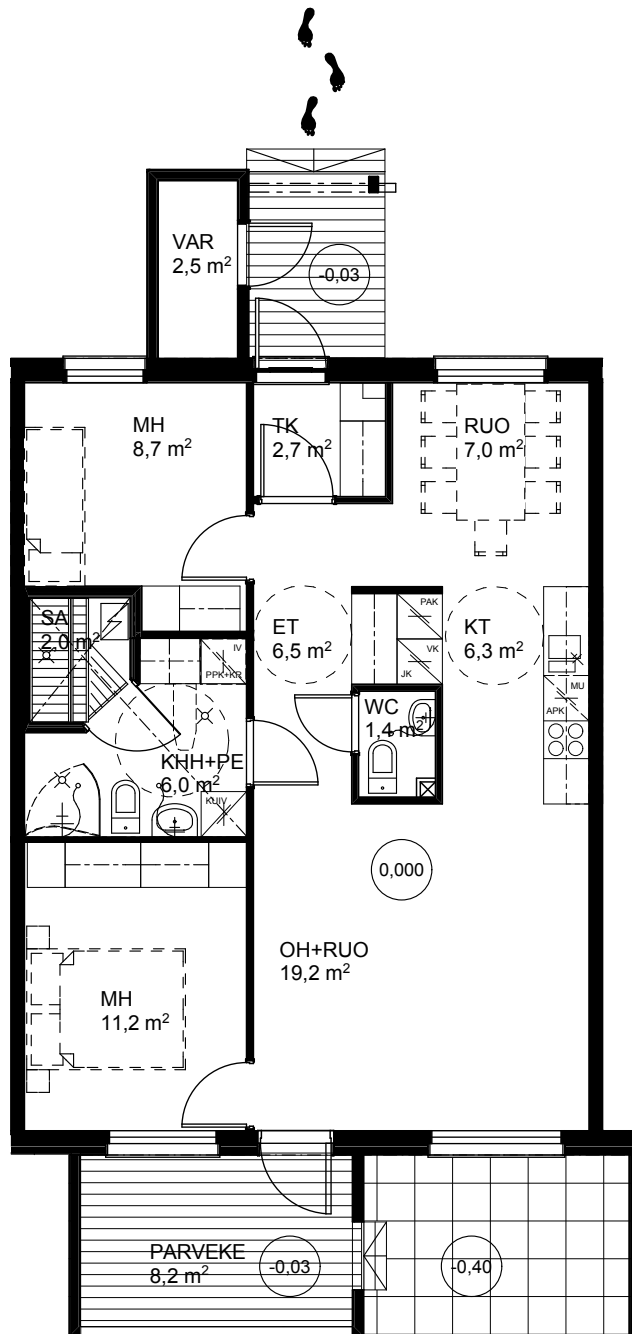 VAR
2,5 m²
-0,03
MH
8,7 m²
TK
2,7 m²
RUO
7,0 m²
SA
2,0 m²
ET
6,5 m²
PAK
VK
JK
KT
6,3 m²
IV
PPK+KR
MU
APK
WC
1,4 m²
KHH+PE
6,0 m²
KUIV
0,000
OH+RUO
19,2 m²
MH
11,2 m²
PARVEKE
8,2 m²
-0,03
-0,40